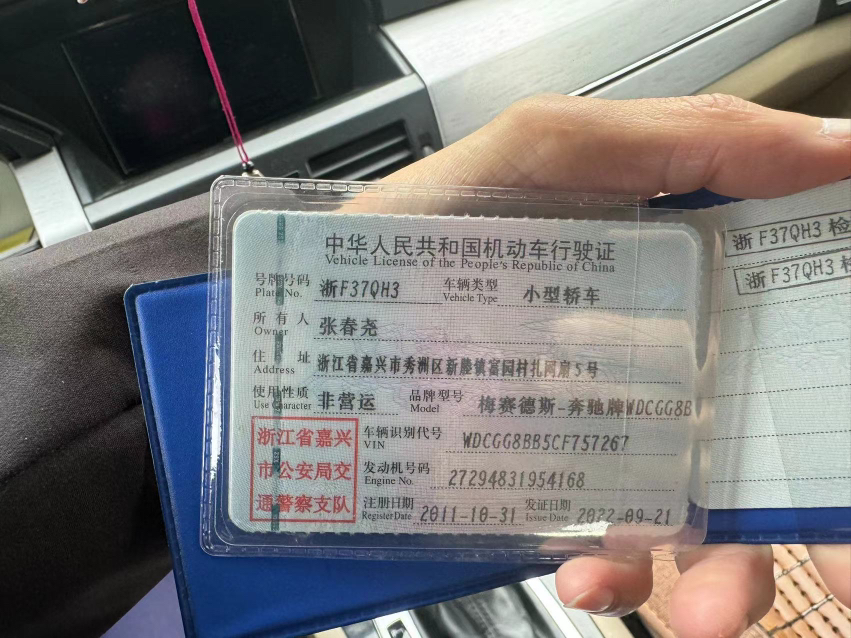 中华人民共和国机动车行驶证
Vehicle License of the People's Republic of China
号牌号码 浙F37QH3 车辆类型 小型轿车
Plate No. Vehicle Type
所有人 张春尧
Owner
住址 浙江省嘉兴市秀洲区新塍镇富园村扎网扇5号
Address
使用性质 非营运 品牌型号 梅赛德斯-奔驰牌WDCGG8B
Use Character Model
浙江省嘉兴
市公安局交
通警察支队
车辆识别代号 WDCGG8BB5CF757267
VIN
发动机号码 27294831954168
Engine No.
注册日期 2011-10-31 发证日期 2022-09-21
Register Date Issue Date
浙F37QH3 检
浙F37QH3 检